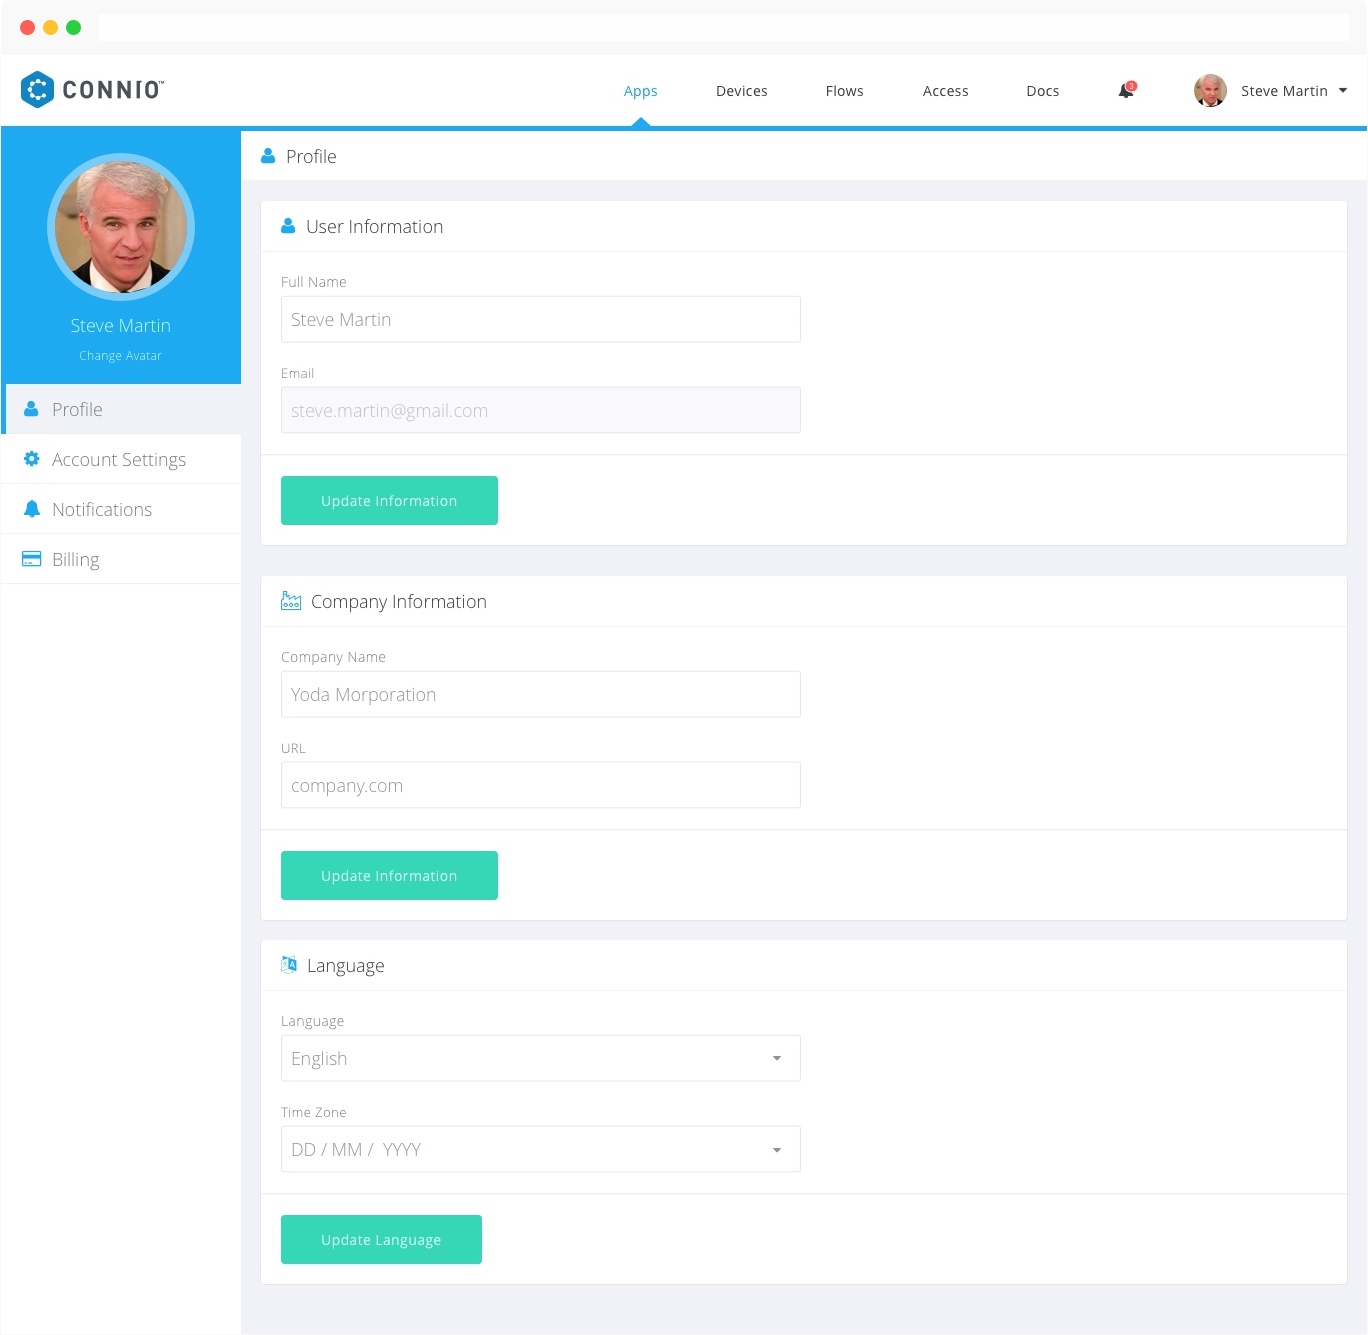 CONNIO™
Apps Devices Flows Access Docs 3 Steve Martin
Steve Martin
Change Avatar
Profile
Account Settings
Notifications
Billing
Profile
User Information
Full Name
Steve Martin
Email
steve.martin@gmail.com
Update Information
Company Information
Company Name
Yoda Morporation
URL
company.com
Update Information
Language
Language
English
Time Zone
DD / MM / YYYY
Update Language